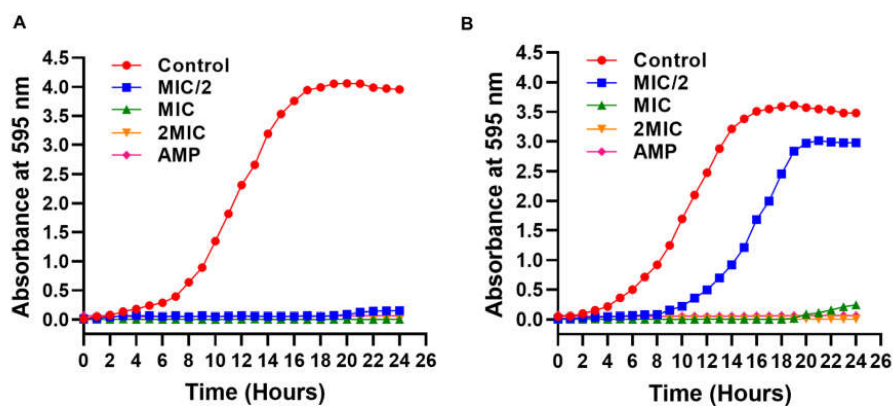 A
Control
MIC/2
MIC
2MIC
AMP
Absorbance at 595 nm
4.5
4.0
3.5
3.0
2.5
2.0
1.5
1.0
0.5
0.0
0 2 4 6 8 10 12 14 16 18 20 22 24 26
Time (Hours)
B
Control
MIC/2
MIC
2MIC
AMP
Absorbance at 595 nm
4.5
4.0
3.5
3.0
2.5
2.0
1.5
1.0
0.5
0.0
0 2 4 6 8 10 12 14 16 18 20 22 24 26
Time (Hours)